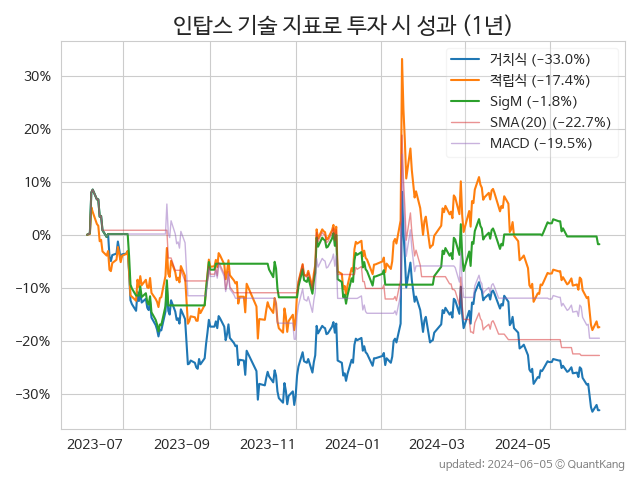 인탑스 기술 지표로 투자 시 성과 (1년)
거치식 (−33.0%)
적립식 (−17.4%)
SigM (−1.8%)
SMA(20) (−22.7%)
MACD (−19.5%)
30%
20%
10%
0%
−10%
−20%
−30%
2023−07 2023−09 2023−11 2024−01 2024−03 2024−05
updated: 2024-06-05 © QuantKang